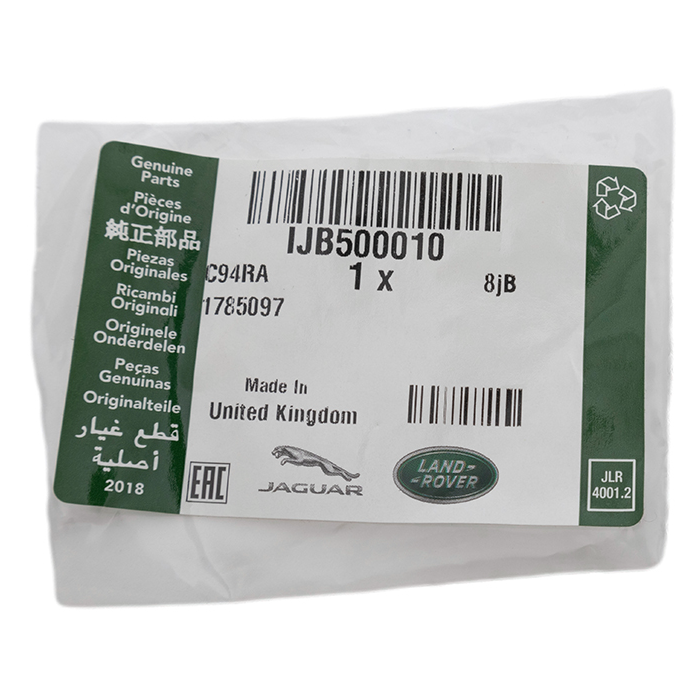 Genuine
Parts
Pièces
d'Origine
純正部品
Piezas
Originales
Ricambi
Originali
Originele
Onderdelen
Peças
Genuinas
Originalteile
قطع غيار
أصلية
2018
IJB500010
C94RA
1 x
8jB
1785097
Made In
United Kingdom
EAC
JAGUAR
LAND-
-ROVER
JLR
4001.2